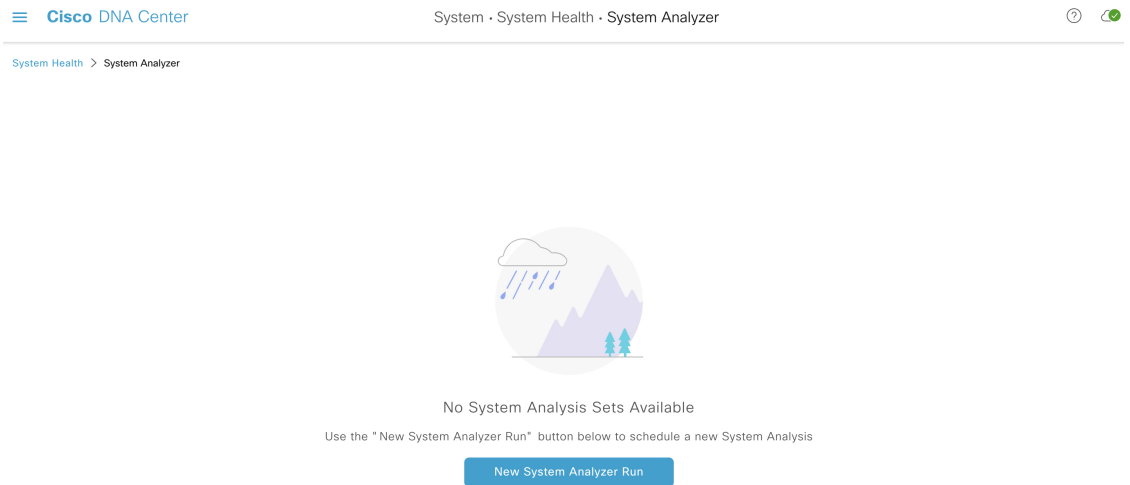 Cisco DNA Center
System · System Health · System Analyzer
System Health > System Analyzer
No System Analysis Sets Available
Use the "New System Analyzer Run" button below to schedule a new System Analysis
New System Analyzer Run